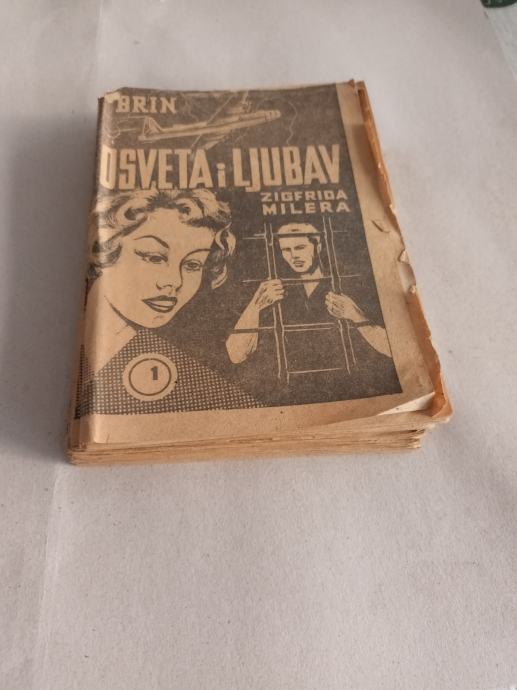 BRIN
OSVETA i LJUBAV
ZIGFRIDA
MILERA
1